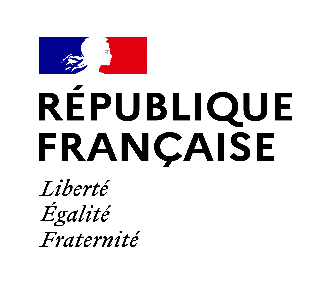 RÉPUBLIQUE
FRANÇAISE
Liberté
Égalité
Fraternité